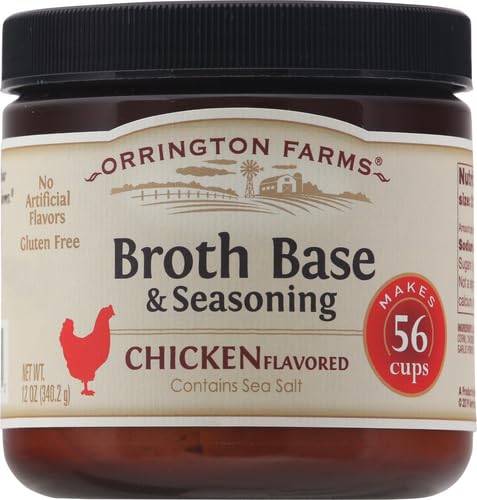 ORRINGTON FARMS®
No
Artificial
Flavors
Gluten Free
Broth Base
& Seasoning
CHICKEN FLAVORED
Contains Sea Salt
MAKES
56
cups
NET WT.
12 OZ (340.2 g)